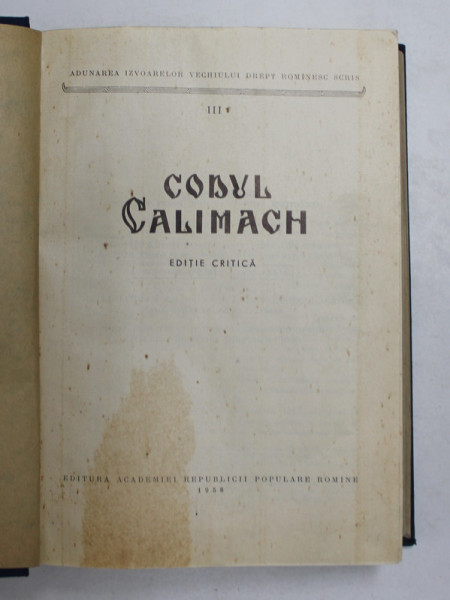 ADUNAREA IZVOARELOR VECHIULUI DREPT ROMÎNESC SCRIS
III
CODUL
CALIMACH
EDIȚIE CRITICĂ
EDITURA ACADEMIEI REPUBLICII POPULARE ROMÎNE
1958